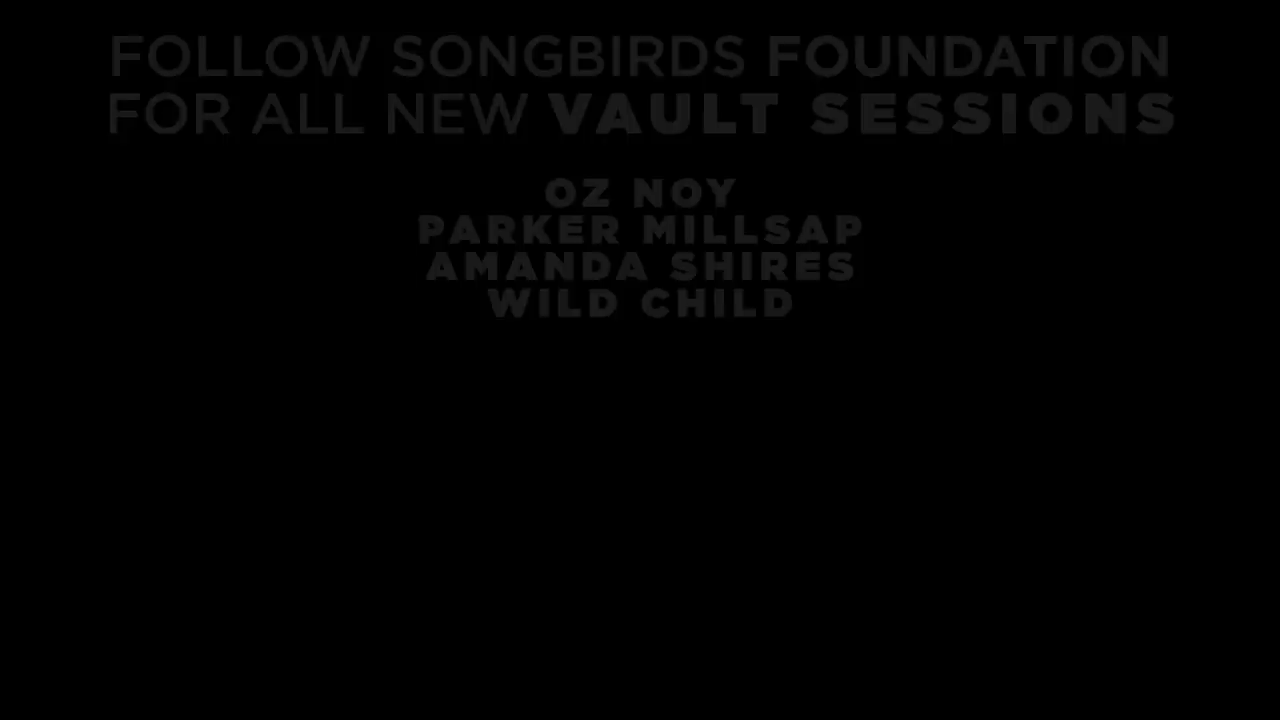 FOLLOW SONGBIRDS FOUNDATION
FOR ALL NEW VAULT SESSIONS
OZ NOY
PARKER MILLSAP
AMANDA SHIRES
WILD CHILD